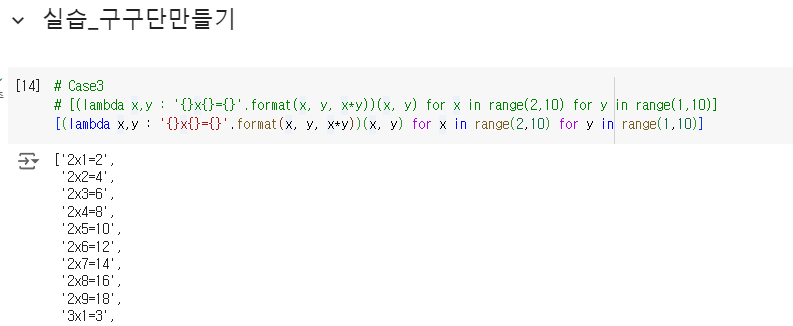 실습_구구단만들기
[14] # Case3
# [(lambda x,y : '{}x{}={}'.format(x, y, x*y))(x, y) for x in range(2,10) for y in range(1,10)]
[(lambda x,y : '{}x{}={}'.format(x, y, x*y))(x, y) for x in range(2,10) for y in range(1,10)]
['2x1=2',
'2x2=4',
'2x3=6',
'2x4=8',
'2x5=10',
'2x6=12',
'2x7=14',
'2x8=16',
'2x9=18',
'3x1=3',